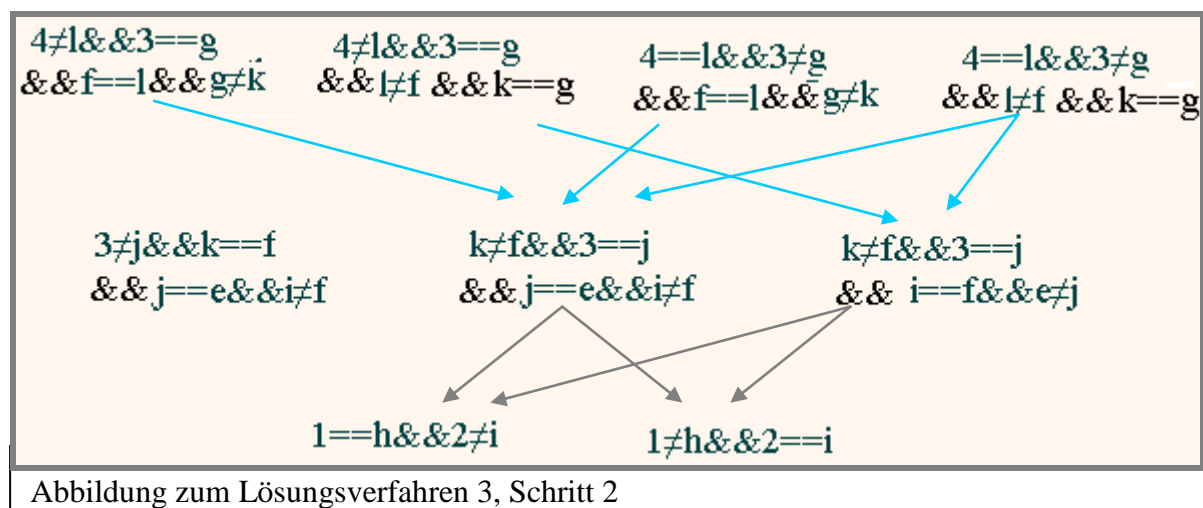 4≠l&&3==g
&&f==l&&g≠k
4≠l&&3==g
&&l≠f &&k==g
4==l&&3≠g
&&f==l&&g≠k
4==l&&3≠g
&&l≠f &&k==g
3≠j&&k==f
&&j==e&&i≠f
k≠f&&3==j
&&j==e&&i≠f
k≠f&&3==j
&& i==f&&e≠j
1==h&&2≠i
1≠h&&2==i
Abbildung zum Lösungsverfahren 3, Schritt 2